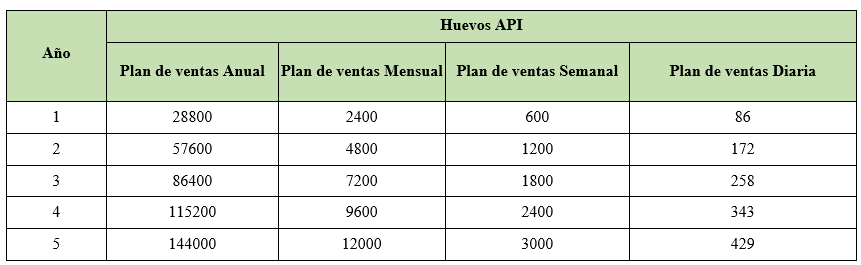 Huevos API
Año
Plan de ventas Anual Plan de ventas Mensual Plan de ventas Semanal Plan de ventas Diaria
1 28800 2400 600 86
2 57600 4800 1200 172
3 86400 7200 1800 258
4 115200 9600 2400 343
5 144000 12000 3000 429